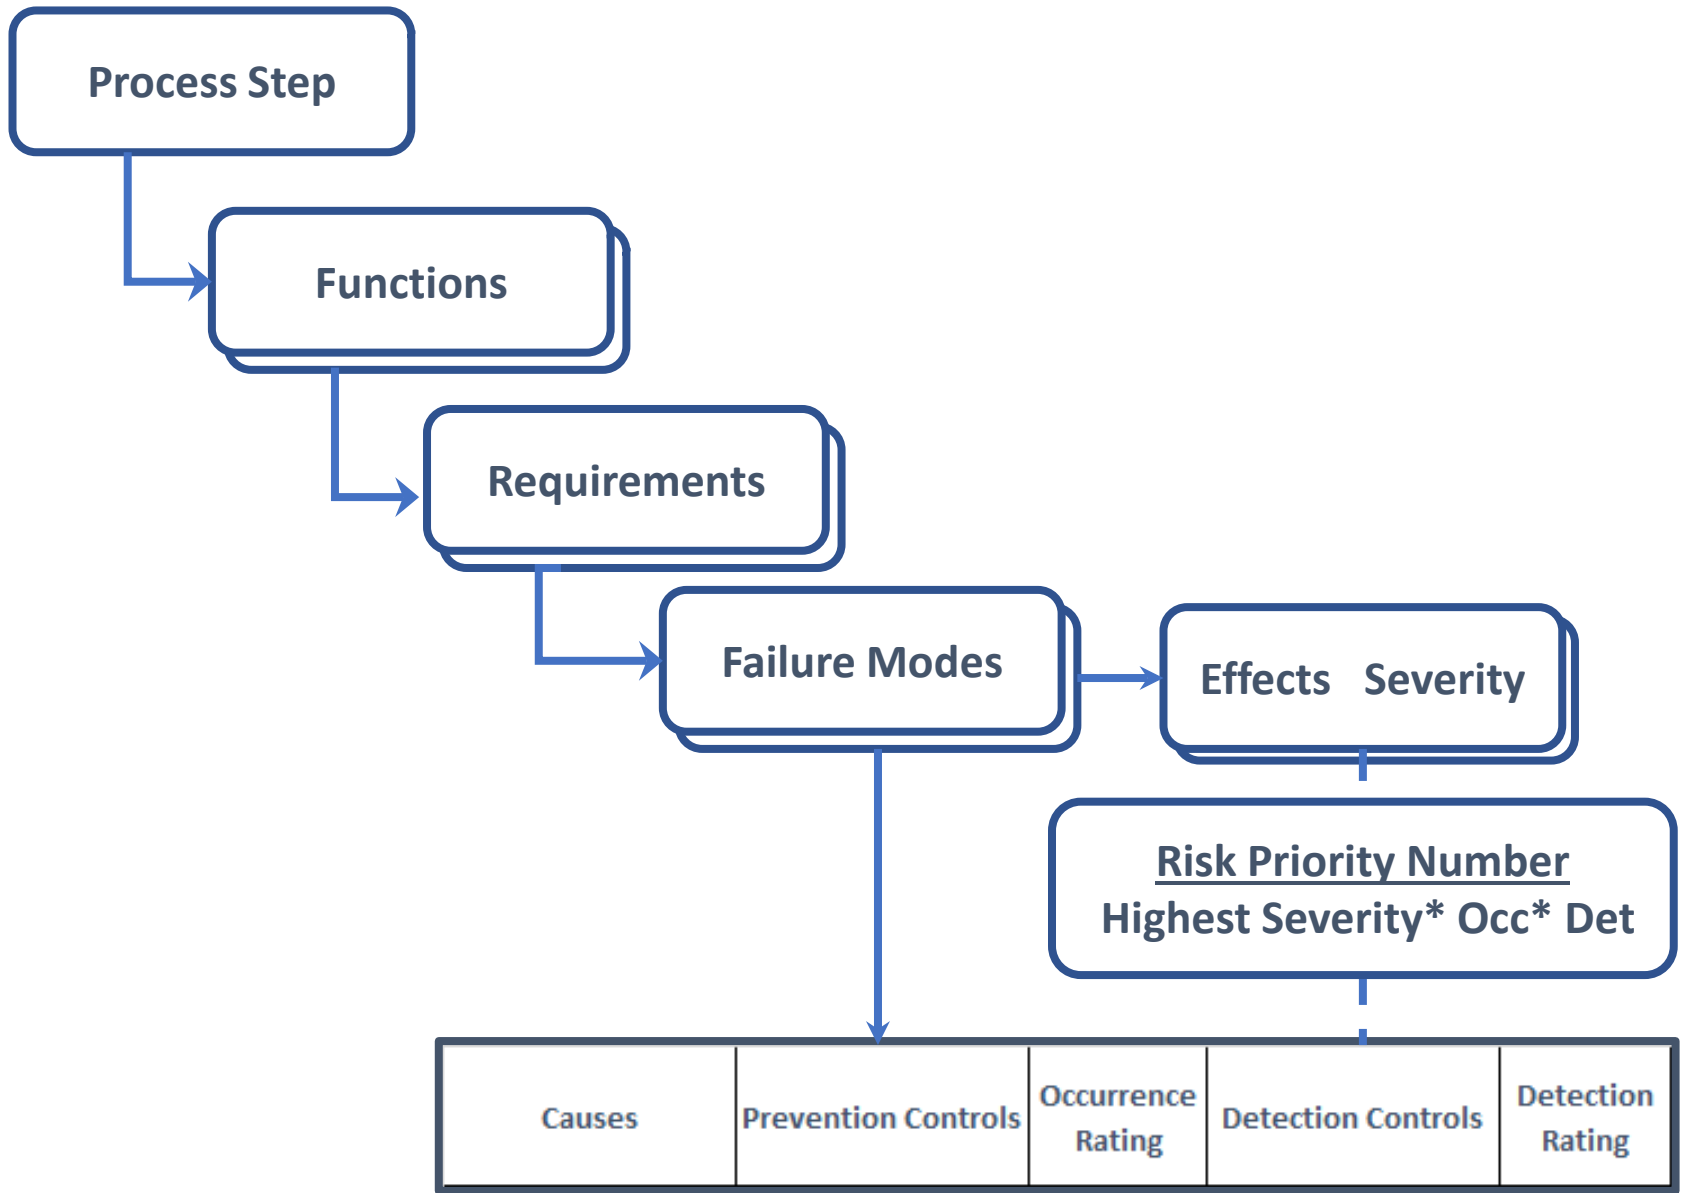 Process Step
Functions
Requirements
Failure Modes
Effects Severity
Risk Priority Number
Highest Severity* Occ* Det
Causes
Prevention Controls
Occurrence
Rating
Detection Controls
Detection
Rating